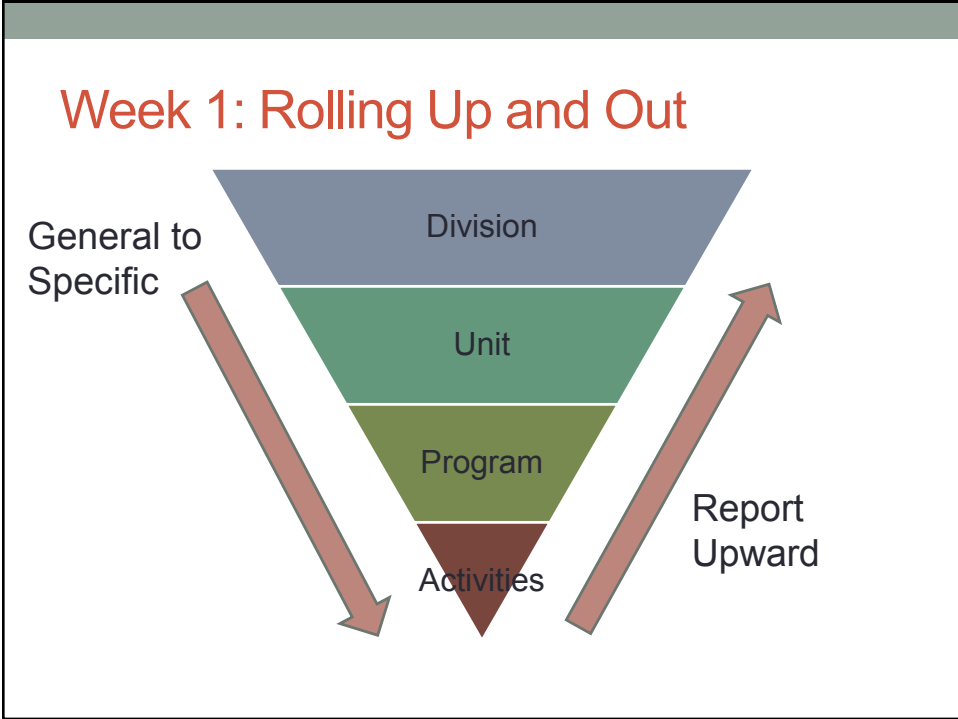 Week 1: Rolling Up and Out
General to
Specific
Division
Unit
Program
Activities
Report
Upward